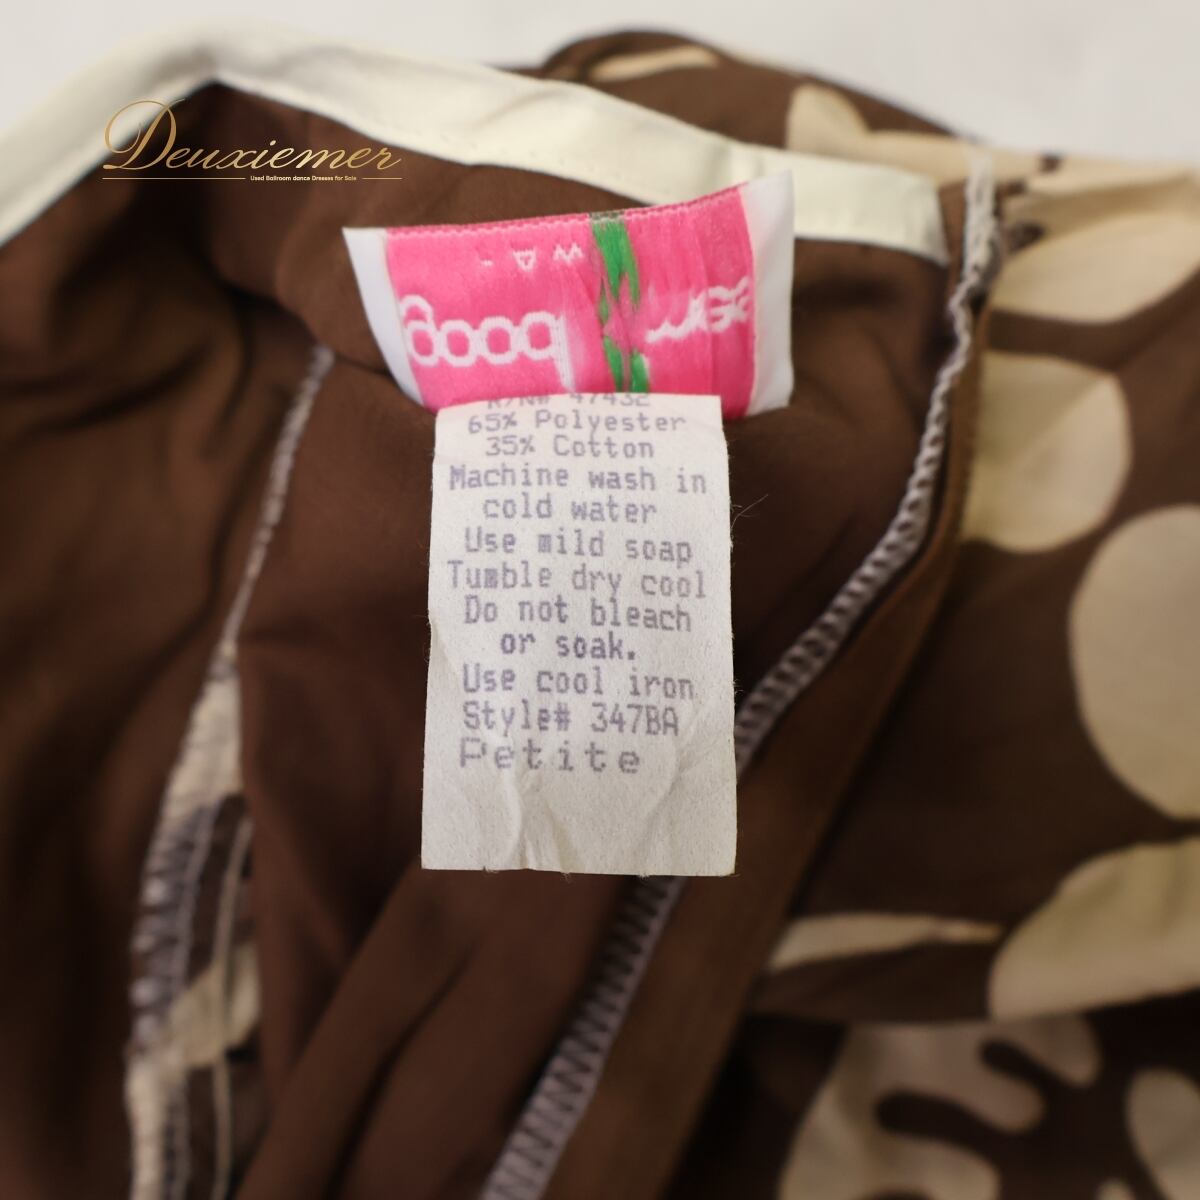 Deuxiemer
Used Ballroom dance Dresses for Sale
R/N# 47432
65% Polyester
35% Cotton
Machine wash in
cold water
Use mild soap
Tumble dry cool
Do not bleach
or soak.
Use cool iron
Style# 347BA
Petite